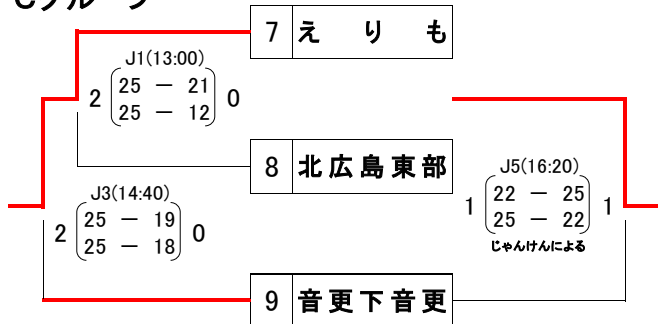 Cグループ
7 えりも
J1(13:00)
2 25 － 21 0
25 － 12
8 北広島東部
J5(16:20)
1 22 － 25 1
25 － 22
じゃんけんによる
J3(14:40)
2 25 － 19 0
25 － 18
9 音更下音更